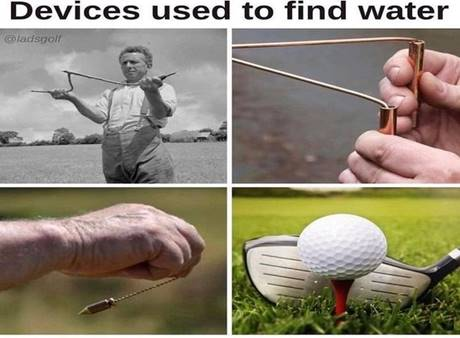 Devices used to find water
@ladsgolf